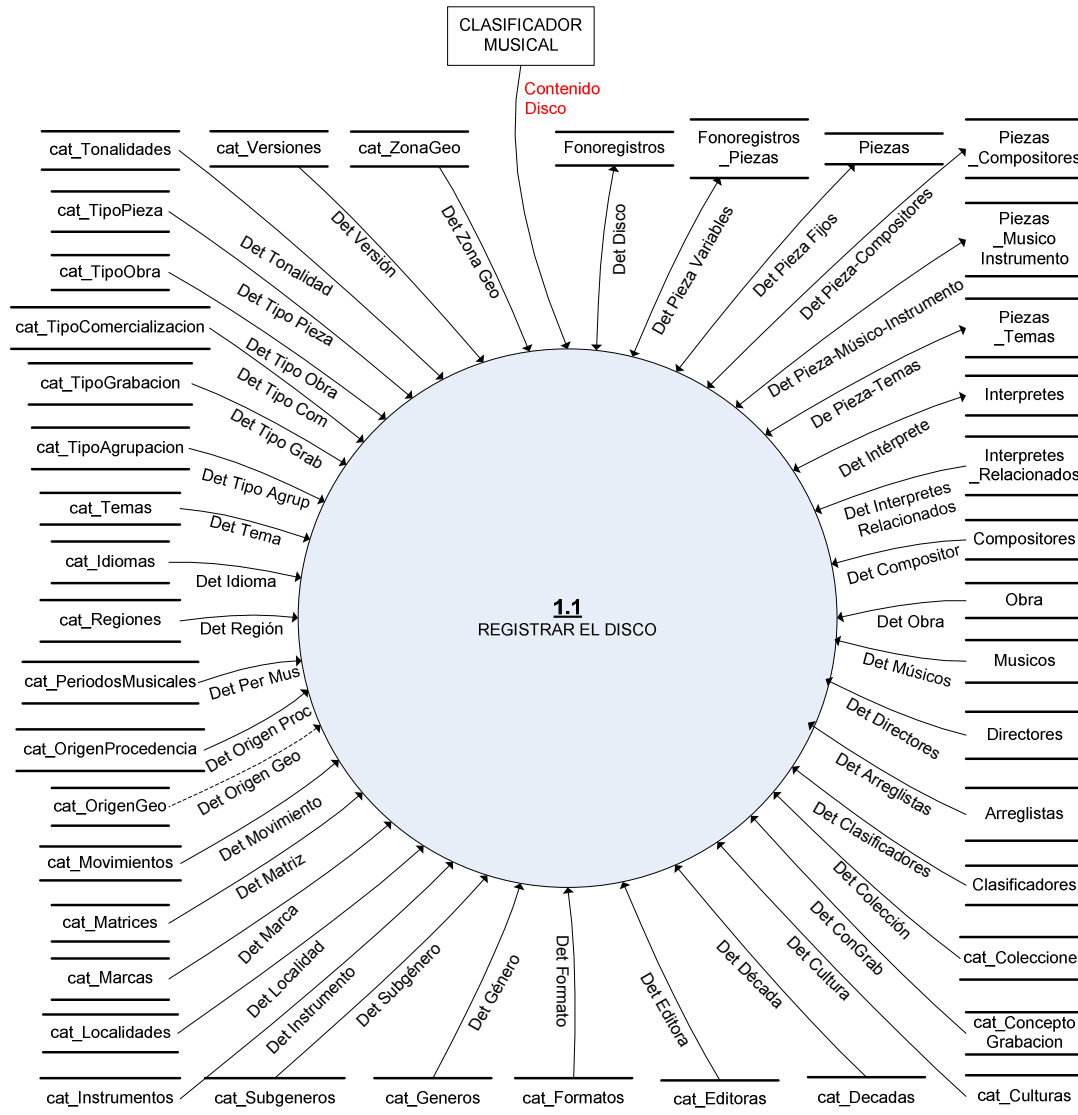 CLASIFICADOR
MUSICAL
Contenido
Disco
cat_Tonalidades
cat_Versiones
cat_ZonaGeo
Fonoregistros
Fonoregistros
_Piezas
Piezas
Piezas
_Compositores
cat_TipoPieza
cat_TipoObra
cat_TipoComercializacion
cat_TipoGrabacion
cat_TipoAgrupacion
cat_Temas
cat_Idiomas
cat_Regiones
cat_PeriodosMusicales
cat_OrigenProcedencia
cat_OrigenGeo
cat_Movimientos
cat_Matrices
cat_Marcas
cat_Localidades
cat_Instrumentos
cat_Subgeneros
cat_Generos
cat_Formatos
cat_Editoras
cat_Decadas
cat_Culturas
cat_Concepto
Grabacion
cat_Coleccione
Clasificadores
Arreglistas
Directores
Musicos
Obra
Compositores
Interpretes
_Relacionados
Interpretes
Piezas
_Temas
Piezas
_Musico
Instrumento
Det Tonalidad
Det Versión
Det Zona Geo
Det Disco
Det Pieza Variables
Det Pieza Fijos
Det Pieza-Compositores
Det Pieza-Músico-Instrumento
De Pieza-Temas
Det Intérprete
Det Interpretes
Relacionados
Det Compositor
Det Obra
Det Músicos
Det Directores
Det Arreglistas
Det Clasificadores
Det Colección
Det ConGrab
Det Cultura
Det Década
Det Editora
Det Formato
Det Género
Det Subgénero
Det Instrumento
Det Localidad
Det Marca
Det Matriz
Det Movimiento
Det Origen Geo
Det Origen Proc
Det Per Mus
Det Región
Det Idioma
Det Tema
Det Tipo Agrup
Det Tipo Grab
Det Tipo Com
Det Tipo Obra
Det Tipo Pieza
1.1
REGISTRAR EL DISCO